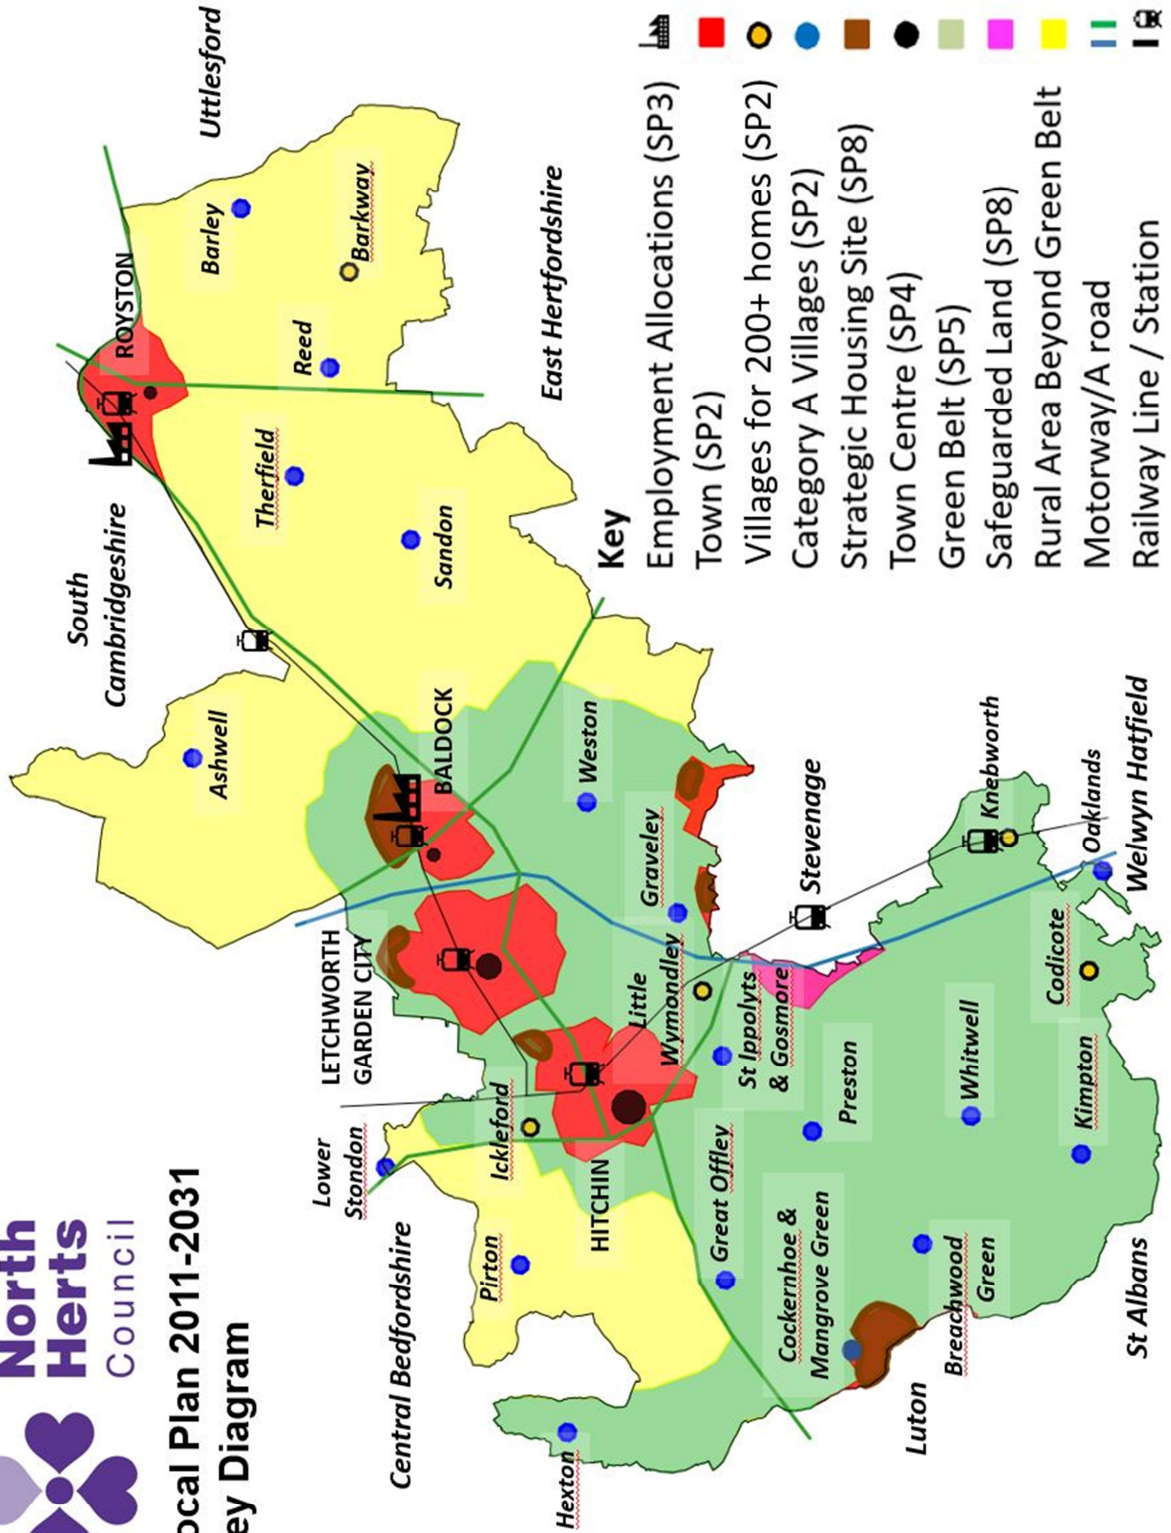 North
Herts
Council
ocal Plan 2011-2031
ey Diagram
South
Cambridgeshire
Uttlesford
ROYSTON
Barley
Barkway
Reed
Therfield
Sandon
East Hertfordshire
Ashwell
BALDOCK
LETCHWORTH
GARDEN CITY
Lower
Stondon
Central Bedfordshire
Pirton
Ickleford
HITCHIN
Hexton
Weston
Graveley
Little
Wymondley
St Ippolyts
& Gosmore
Great Offley
Cockernhoe &
Mangrove Green
Preston
Stevenage
Knebworth
Oaklands
Welwyn Hatfield
Codicote
Whitwell
Kimpton
Breachwood
Green
Luton
St Albans
Key
Employment Allocations (SP3)
Town (SP2)
Villages for 200+ homes (SP2)
Category A Villages (SP2)
Strategic Housing Site (SP8)
Town Centre (SP4)
Green Belt (SP5)
Safeguarded Land (SP8)
Rural Area Beyond Green Belt
Motorway/A road
Railway Line / Station